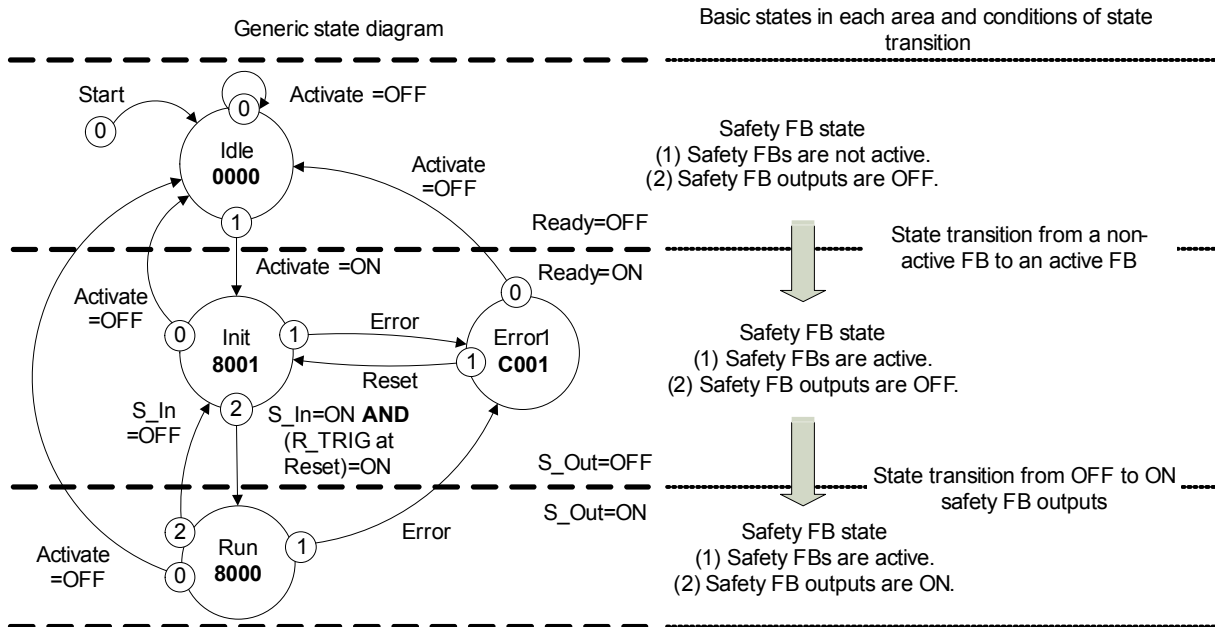 Generic state diagram
Basic states in each area and conditions of state
transition
Start
0
0
Activate =OFF
Idle
0000
1
Activate
=OFF
Ready=OFF
Activate =ON
Ready=ON
Activate
=OFF
0
Init
8001
1
2
Error
Reset
0
Error1
C001
1
S_In
=OFF
S_In=ON AND
(R_TRIG at
Reset)=ON
S_Out=OFF
S_Out=ON
2
Run
8000
1
0
Error
Activate
=OFF
Safety FB state
(1) Safety FBs are not active.
(2) Safety FB outputs are OFF.
State transition from a non-
active FB to an active FB
Safety FB state
(1) Safety FBs are active.
(2) Safety FB outputs are OFF.
State transition from OFF to ON
safety FB outputs
Safety FB state
(1) Safety FBs are active.
(2) Safety FB outputs are ON.